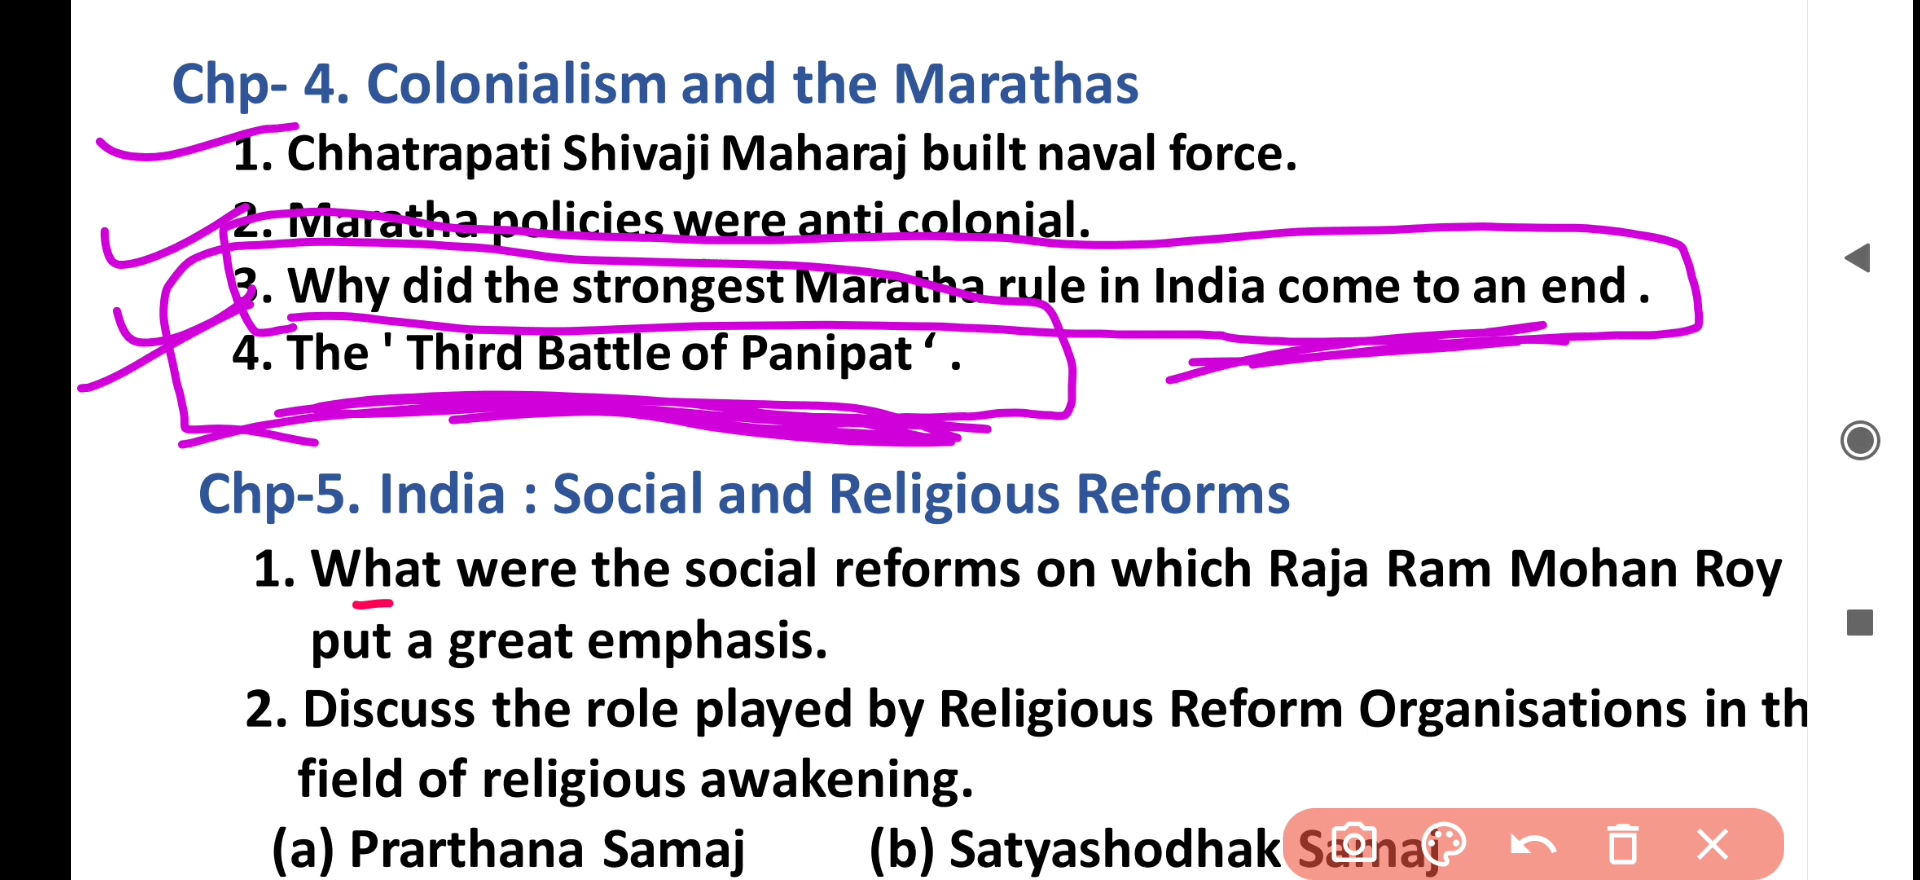 Chp- 4. Colonialism and the Marathas
1. Chhatrapati Shivaji Maharaj built naval force.
2. Maratha policies were anti colonial.
3. Why did the strongest Maratha rule in India come to an end .
4. The ' Third Battle of Panipat ‘ .
Chp-5. India : Social and Religious Reforms
1. What were the social reforms on which Raja Ram Mohan Roy
put a great emphasis.
2. Discuss the role played by Religious Reform Organisations in th
field of religious awakening.
(a) Prarthana Samaj (b) Satyashodhak Samaj